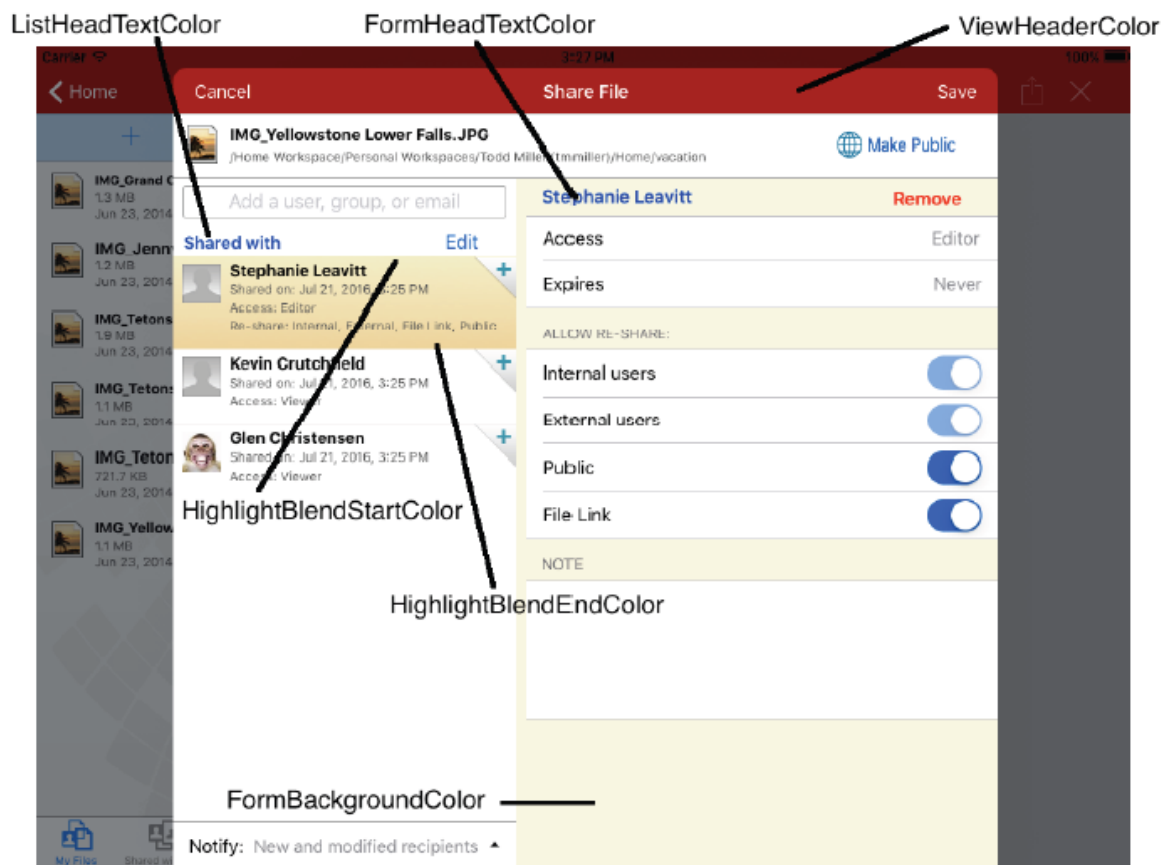 ListHeadTextColor FormHeadTextColor ViewHeaderColor
Carrier 3:27 PM 100%
Home Cancel Share File Save
IMG_Yellowstone Lower Falls.JPG
/Home Workspace/Personal Workspaces/Todd Miller (tmmiller)/Home/vacation
Make Public
Add a user, group, or email
Stephanie Leavitt Remove
Shared with Edit
Access Editor
Stephanie Leavitt
Shared on: Jul 21, 2016, 3:25 PM
Access: Editor
Re-share: Internal, External, File Link, Public
Expires Never
ALLOW RE-SHARE:
Kevin Crutchfield
Shared on: Jul 21, 2016, 3:25 PM
Access: Viewer
Internal users
External users
Glen Christensen
Shared on: Jul 21, 2016, 3:25 PM
Access: Viewer
Public
File Link
HighlightBlendStartColor
NOTE
HighlightBlendEndColor
IMG_Grand C
1.3 MB
Jun 23, 2014
IMG_Jenn
1.2 MB
Jun 23, 2014
IMG_Tetons
1.9 MB
Jun 23, 2014
IMG_Tetons
1.1 MB
Jun 23, 2014
IMG_Teton
721.7 KB
Jun 23, 2014
IMG_Yellow
1.1 MB
Jun 23, 2014
FormBackgroundColor
Notify: New and modified recipients
My Files Shared wi